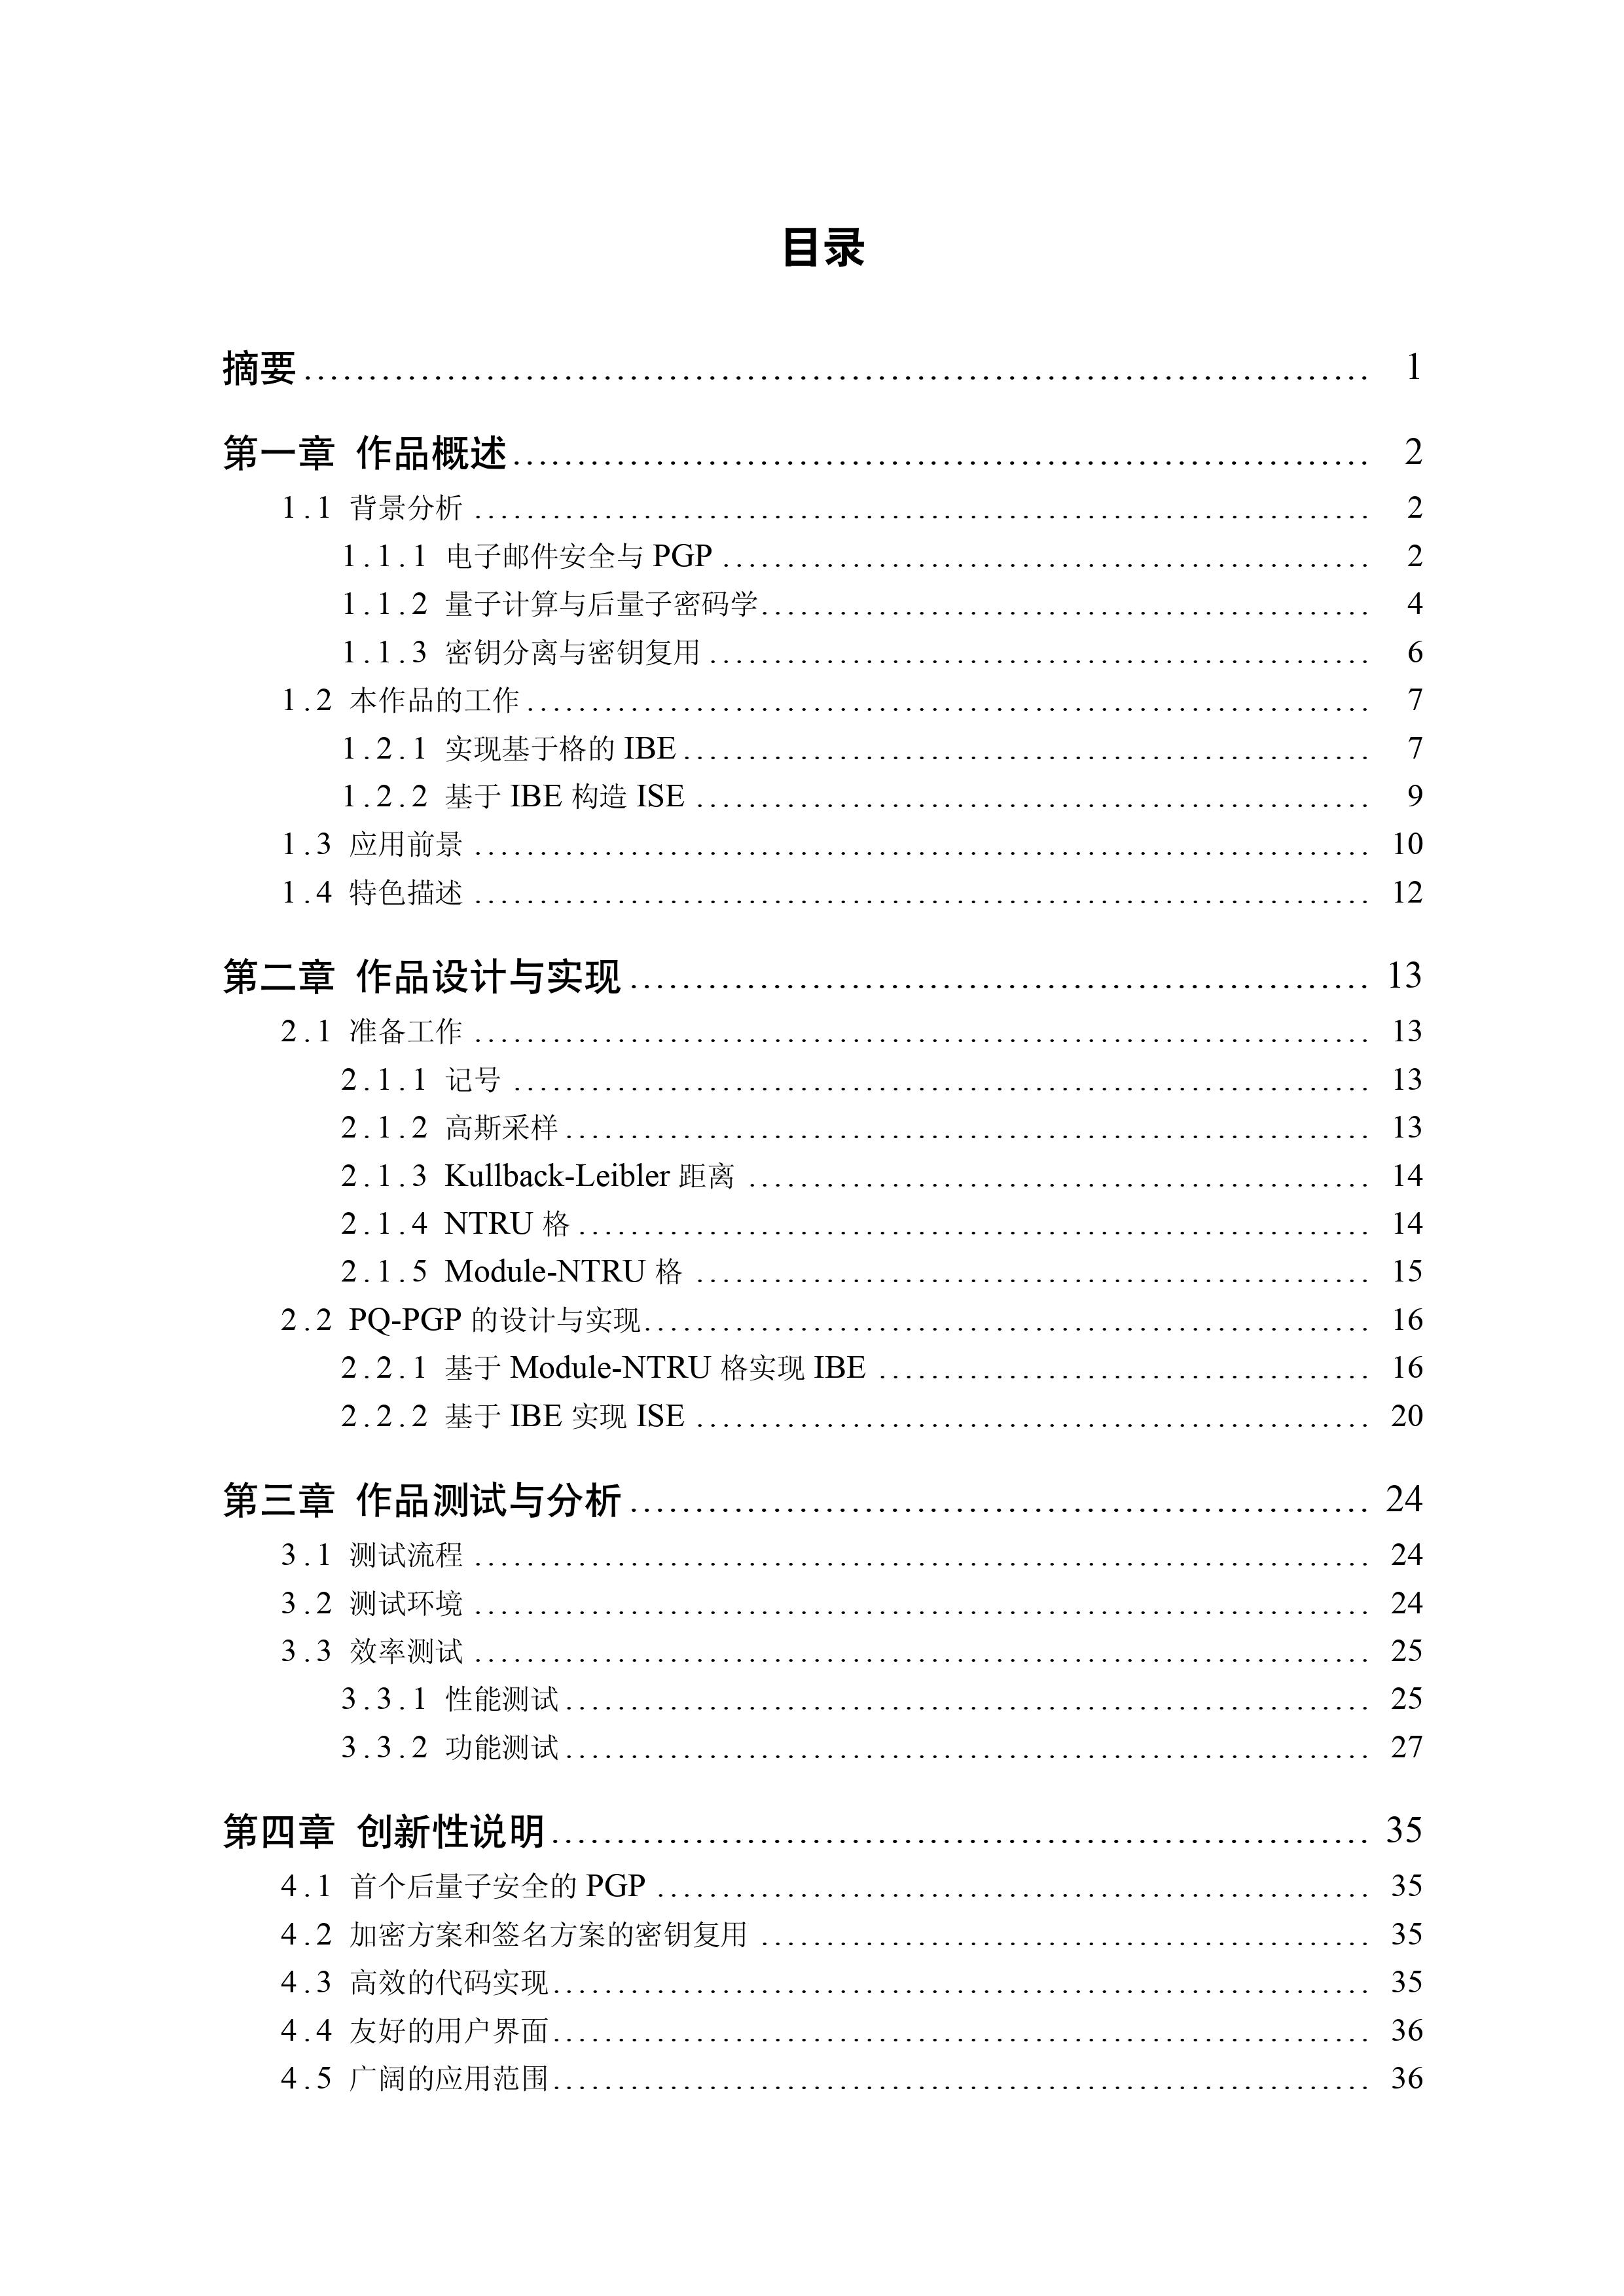 目录
摘要 1
第一章 作品概述 2
1.1 背景分析 2
1.1.1 电子邮件安全与 PGP 2
1.1.2 量子计算与后量子密码学 4
1.1.3 密钥分离与密钥复用 6
1.2 本作品的工作 7
1.2.1 实现基于格的 IBE 7
1.2.2 基于 IBE 构造 ISE 9
1.3 应用前景 10
1.4 特色描述 12
第二章 作品设计与实现 13
2.1 准备工作 13
2.1.1 记号 13
2.1.2 高斯采样 13
2.1.3 Kullback-Leibler 距离 14
2.1.4 NTRU 格 14
2.1.5 Module-NTRU 格 15
2.2 PQ-PGP 的设计与实现 16
2.2.1 基于 Module-NTRU 格实现 IBE 16
2.2.2 基于 IBE 实现 ISE 20
第三章 作品测试与分析 24
3.1 测试流程 24
3.2 测试环境 24
3.3 效率测试 25
3.3.1 性能测试 25
3.3.2 功能测试 27
第四章 创新性说明 35
4.1 首个后量子安全的 PGP 35
4.2 加密方案和签名方案的密钥复用 35
4.3 高效的代码实现 35
4.4 友好的用户界面 36
4.5 广阔的应用范围 36